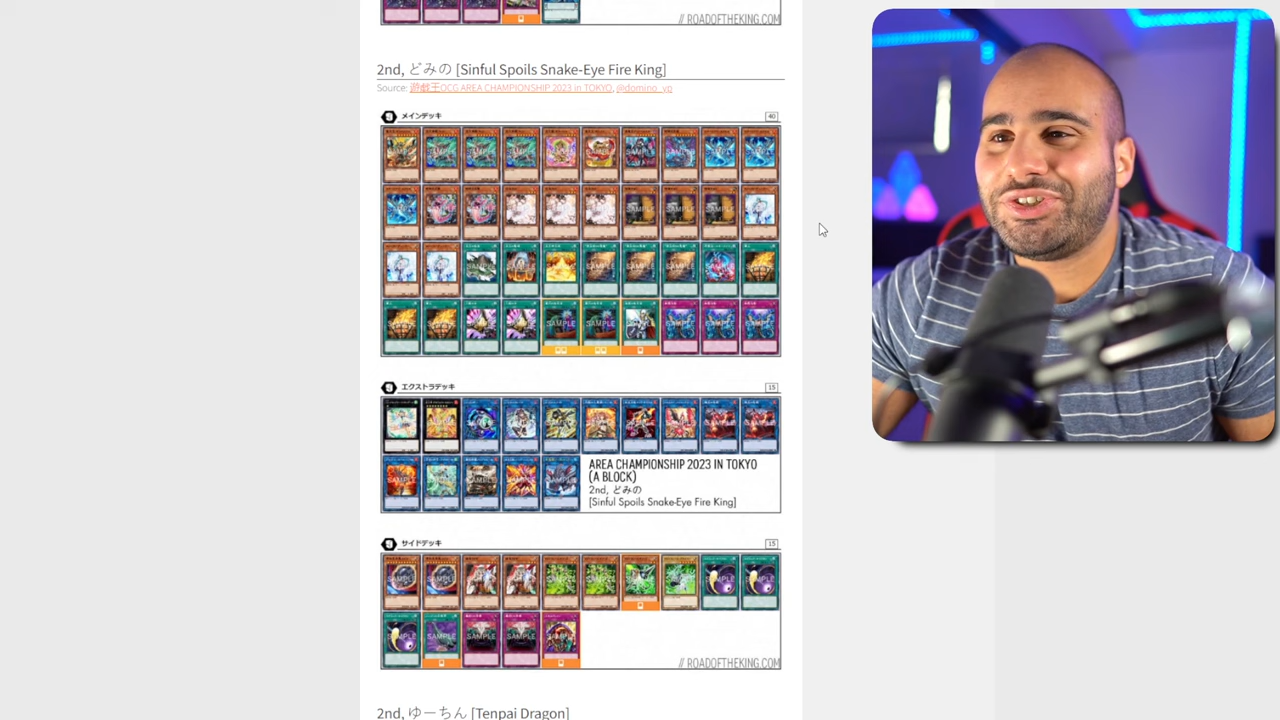 // ROADOFTHEKING.COM
2nd, どみの [Sinful Spoils Snake-Eye Fire King]
Source: 遊戯王OCG AREA CHAMPIONSHIP 2023 in TOKYO, @domino_yp
メインデッキ
40
エクストラデッキ
15
AREA CHAMPIONSHIP 2023 IN TOKYO
(A BLOCK)
2nd, どみの
[Sinful Spoils Snake-Eye Fire King]
サイドデッキ
15
// ROADOFTHEKING.COM
2nd, ゆーちん [Tenpai Dragon]